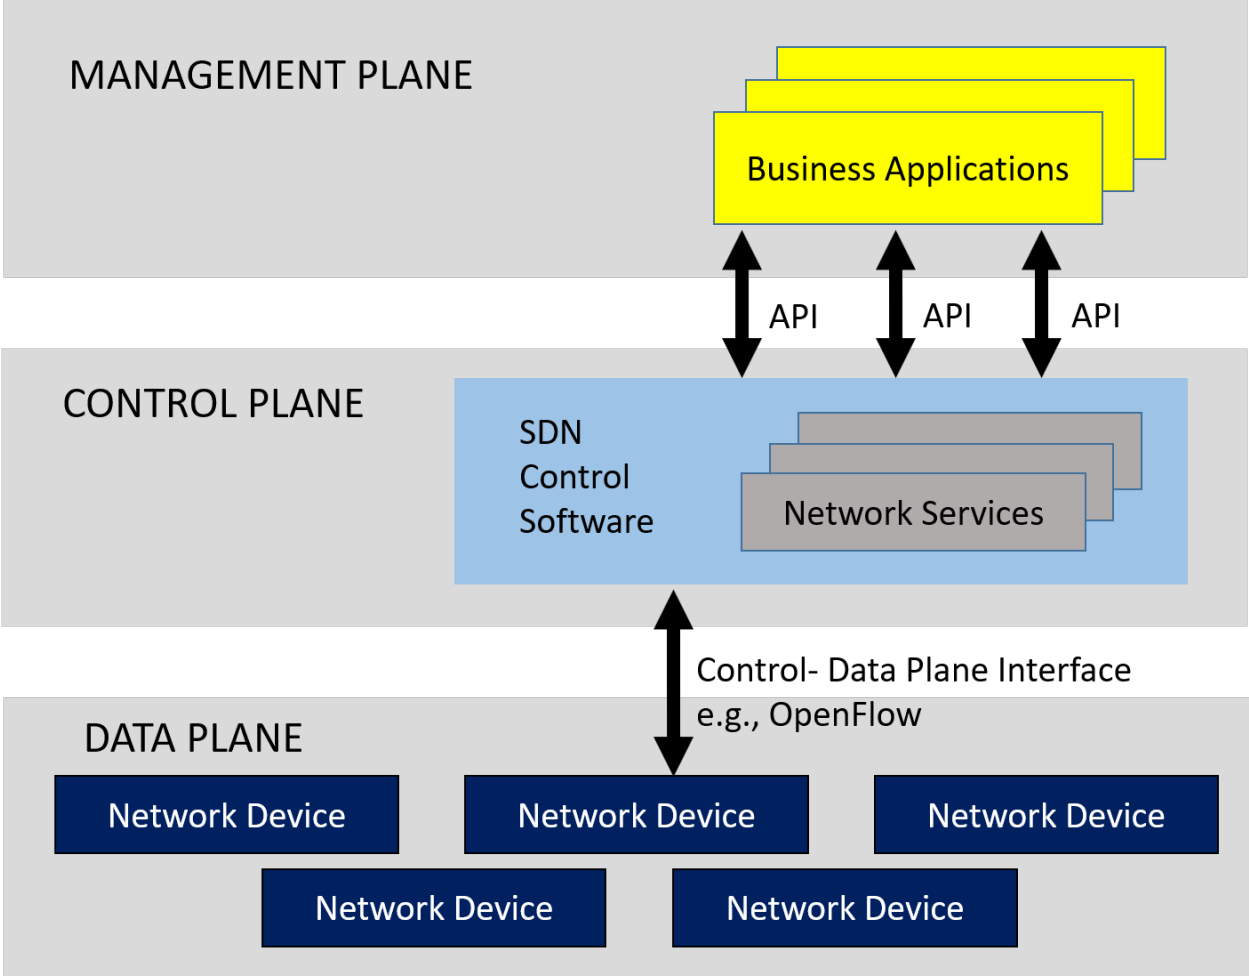 MANAGEMENT PLANE
Business Applications
API
API
API
CONTROL PLANE
SDN
Control
Software
Network Services
Control- Data Plane Interface
e.g., OpenFlow
DATA PLANE
Network Device
Network Device
Network Device
Network Device
Network Device